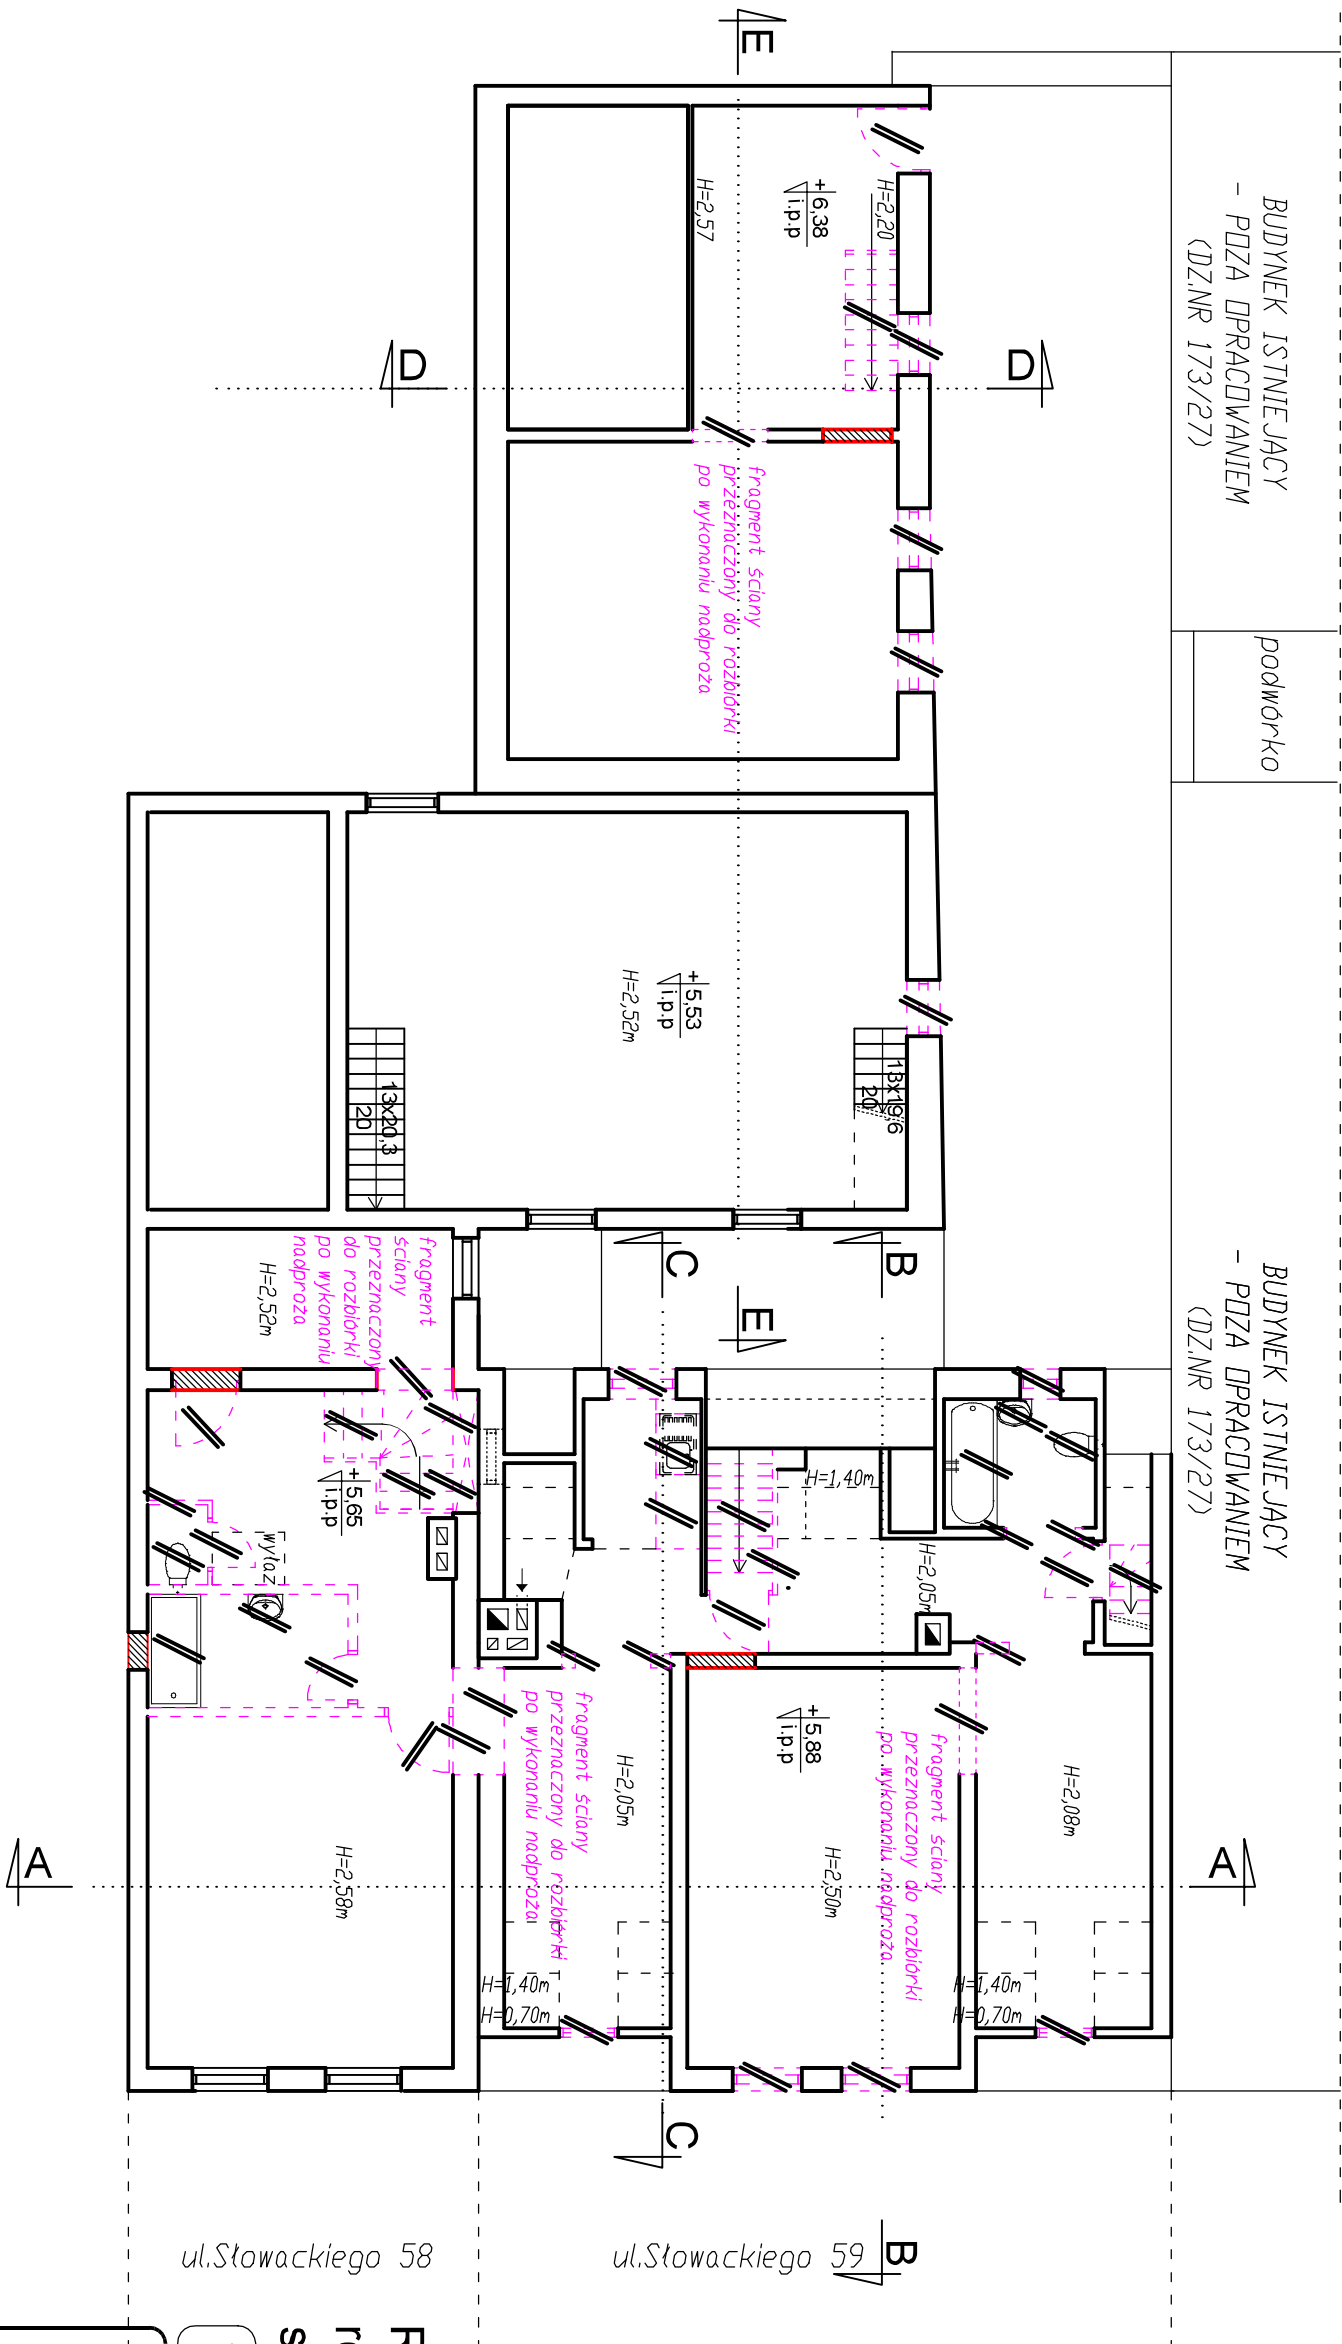 BUDYNEK ISTNIEJĄCY
- POZA OPRACOWANIEM
(DZ.NR 173/27)
podwórko
BUDYNEK ISTNIEJĄCY
- POZA OPRACOWANIEM
(DZ.NR 173/27)
E
D
D
H=2,20
+6,38
i.p.p
H=2,57
fragment ściany
przeznaczony do rozbiórki
po wykonaniu nadproża
+5,53
i.p.p
H=2,52m
13x19,6
20
13x20,3
20
B
C
E
fragment
ściany
przeznaczony
do rozbiórki
po wykonaniu
nadproża
H=2,52m
+5,65
i.p.p
wyłaz
H=1,40m
H=2,05m
fragment ściany
przeznaczony do rozbiórki
po wykonaniu nadproża
H=2,05m
+5,88
i.p.p
fragment ściany
przeznaczony do rozbiórki
po wykonaniu nadproża
H=2,08m
H=2,50m
H=2,58m
A
A
H=1,40m
H=0,70m
H=1,40m
H=0,70m
C
B
ul.Słowackiego 58
ul.Słowackiego 59